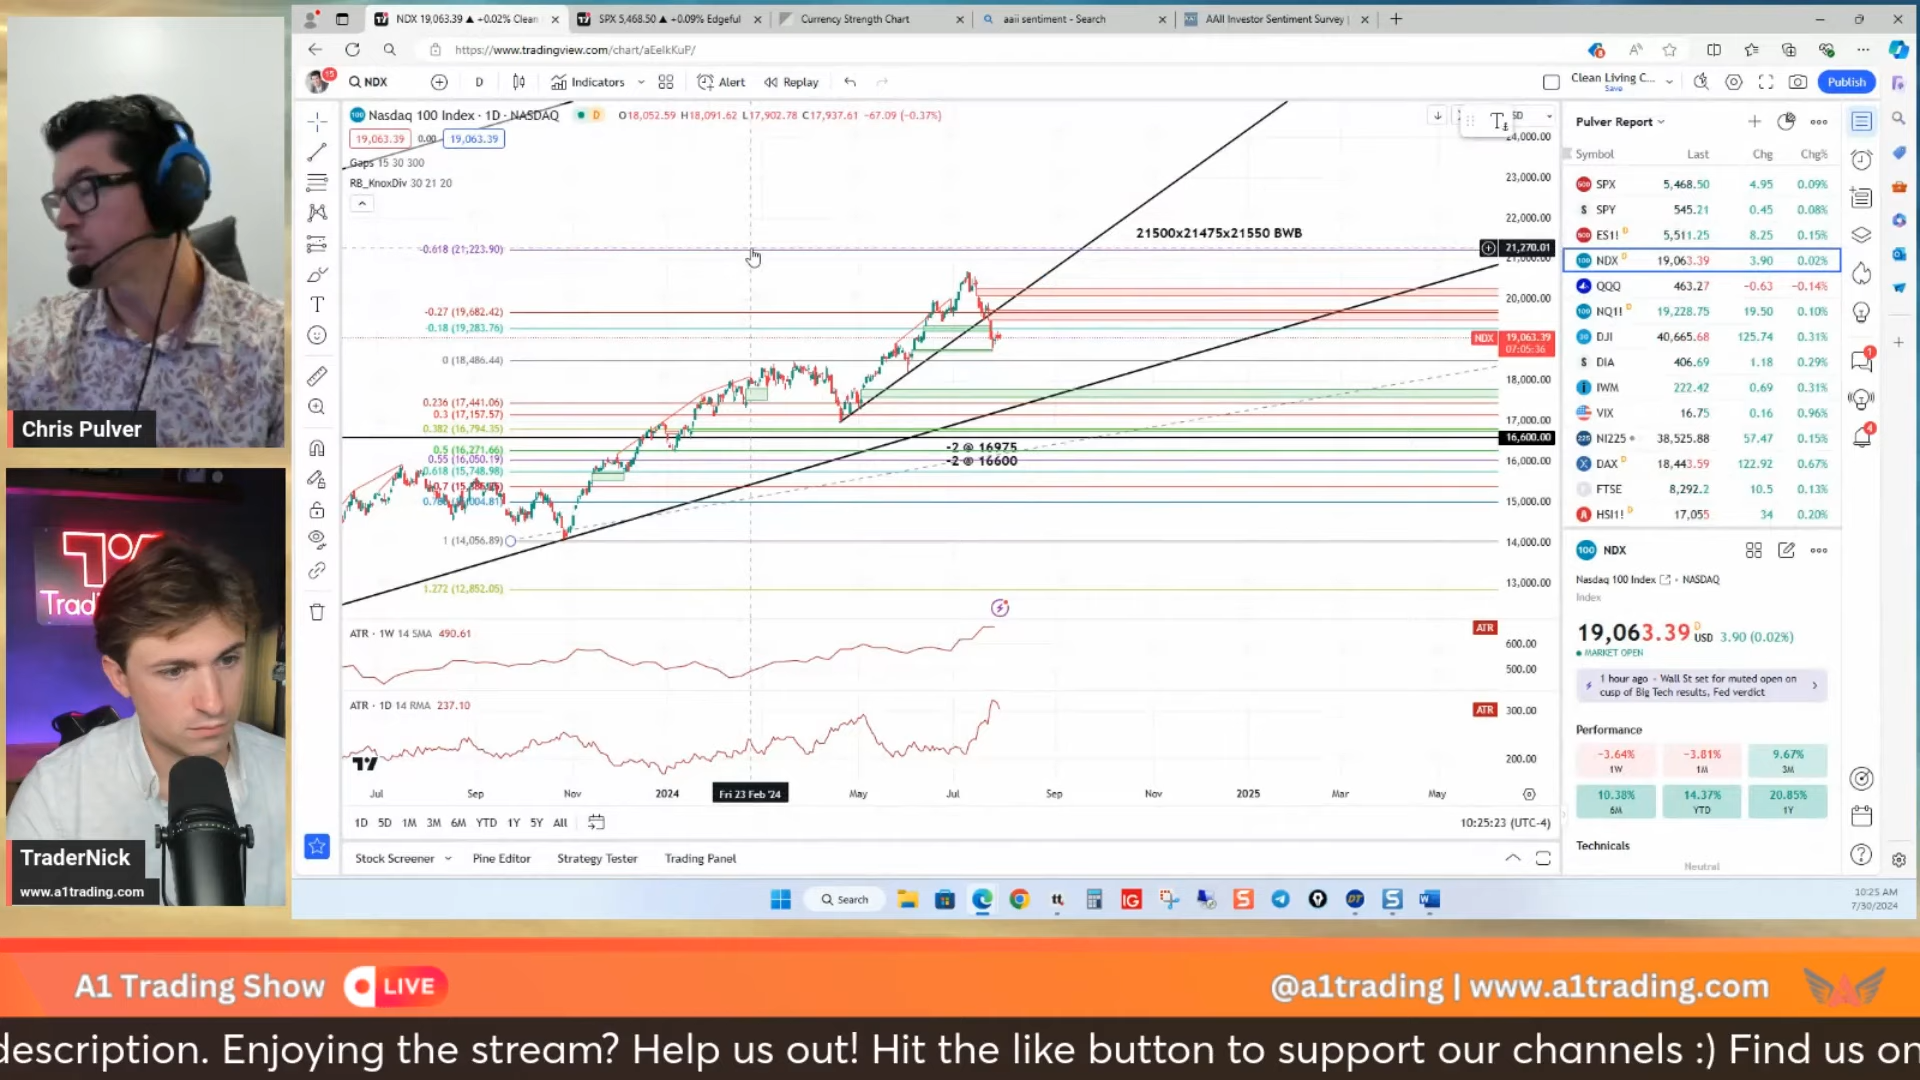 NDX 19,063.39 ▲ +0.02% Clean
SPX 5,468.50 ▲ +0.09% Edgeful
Currency Strength Chart
aaii sentiment - Search
AAII Investor Sentiment Survey
https://www.tradingview.com/chart/aEelkKuP/
15
NDX
D
Indicators
Alert
Replay
Clean Living C...
Save
Publish
Nasdaq 100 Index · 1D · NASDAQ
D
O18,052.59 H18,091.62 L17,902.78 C17,937.61 -67.09 (-0.37%)
19,063.39
0.00
19,063.39
Gaps 15 30 300
RB_KnoxDiv 30 21 20
24,000.00
23,000.00
22,000.00
21,270.01
21,000.00
20,000.00
NDX
19,063.39
07:05:36
18,000.00
17,000.00
16,600.00
16,000.00
15,000.00
14,000.00
13,000.00
21500x21475x21550 BWB
-0.618 (21,223.90)
-0.27 (19,682.42)
-0.18 (19,283.76)
0 (18,486.44)
0.236 (17,441.06)
0.3 (17,157.57)
0.382 (16,794.35)
0.5 (16,271.66)
0.55 (16,050.19)
0.618 (15,748.98)
1 (14,056.89)
1.272 (12,852.05)
-2 @ 16975
-2 @ 16600
ATR · 1W 14 SMA 490.61
ATR
600.00
500.00
ATR · 1D 14 RMA 237.10
ATR
300.00
200.00
Jul
Sep
Nov
2024
Fri 23 Feb '24
May
Jul
Sep
Nov
2025
Mar
May
1D 5D 1M 3M 6M YTD 1Y 5Y All
10:25:23 (UTC-4)
Stock Screener
Pine Editor
Strategy Tester
Trading Panel
Pulver Report
Symbol Last Chg Chg%
SPX 5,468.50 4.95 0.09%
SPY 545.21 0.45 0.08%
ES1! D 5,511.25 8.25 0.15%
NDX D 19,063.39 3.90 0.02%
QQQ 463.27 -0.63 -0.14%
NQ1! D 19,228.75 19.50 0.10%
DJI 40,665.68 125.74 0.31%
DIA 406.69 1.18 0.29%
IWM 222.42 0.69 0.31%
VIX 16.75 0.16 0.96%
NI225 38,525.88 57.47 0.15%
DAX D 18,443.59 122.92 0.67%
FTSE 8,292.2 10.5 0.13%
HSI1! D 17,055 34 0.20%
100 NDX
Nasdaq 100 Index · NASDAQ
Index
19,063.39 D USD 3.90 (0.02%)
MARKET OPEN
1 hour ago - Wall St set for muted open on
cusp of Big Tech results, Fed verdict
Performance
-3.64%
1W
-3.81%
1M
9.67%
3M
10.38%
6M
14.37%
YTD
20.85%
1Y
Technicals
Neutral
1
4
Search
10:25 AM
7/30/2024
Chris Pulver
TraderNick
www.a1trading.com
A1 Trading Show
LIVE
@a1trading | www.a1trading.com
description. Enjoying the stream? Help us out! Hit the like button to support our channels :) Find us on